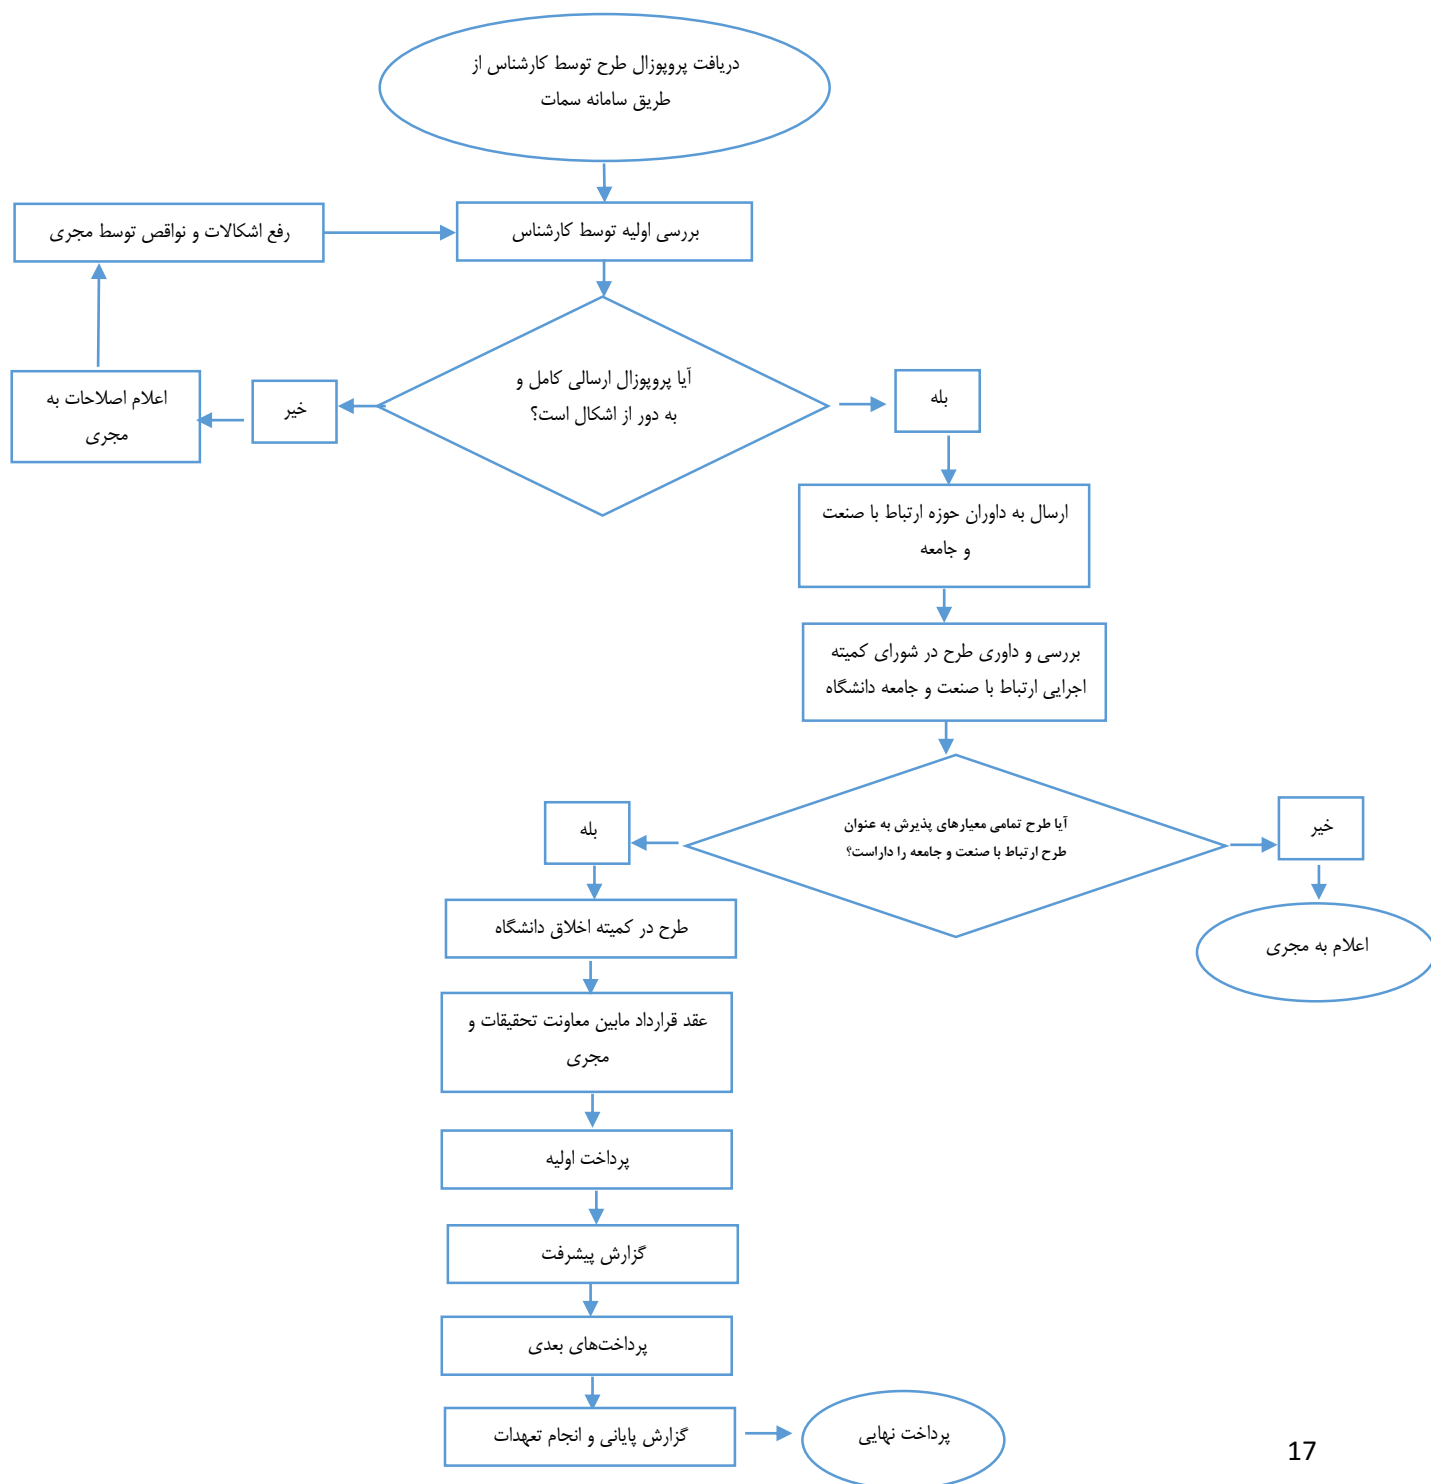 دریافت پروپوزال طرح توسط کارشناس از
طریق سامانه سمات
بررسی اولیه توسط کارشناس
رفع اشکالات و نواقص توسط مجری
آیا پروپوزال ارسالی کامل و
به دور از اشکال است؟
بله
خیر
اعلام اصلاحات به
مجری
ارسال به داوران حوزه ارتباط با صنعت
و جامعه
بررسی و داوری طرح در شورای کمیته
اجرایی ارتباط با صنعت و جامعه دانشگاه
آیا طرح تمامی معیارهای پذیرش به عنوان
طرح ارتباط با صنعت و جامعه را داراست؟
خیر
بله
اعلام به مجری
طرح در کمیته اخلاق دانشگاه
عقد قرارداد مابین معاونت تحقیقات و
مجری
پرداخت اولیه
گزارش پیشرفت
پرداخت‌های بعدی
گزارش پایانی و انجام تعهدات
پرداخت نهایی
17